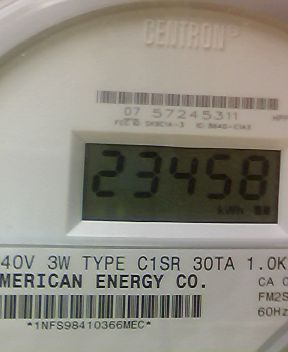 CENTRON®
07 57245311
23458
kWh
40V 3W TYPE C1SR 30TA 1.0K
MERICAN ENERGY CO.
CA 0
FM2S
60Hz
*1NFS98410366MEC*